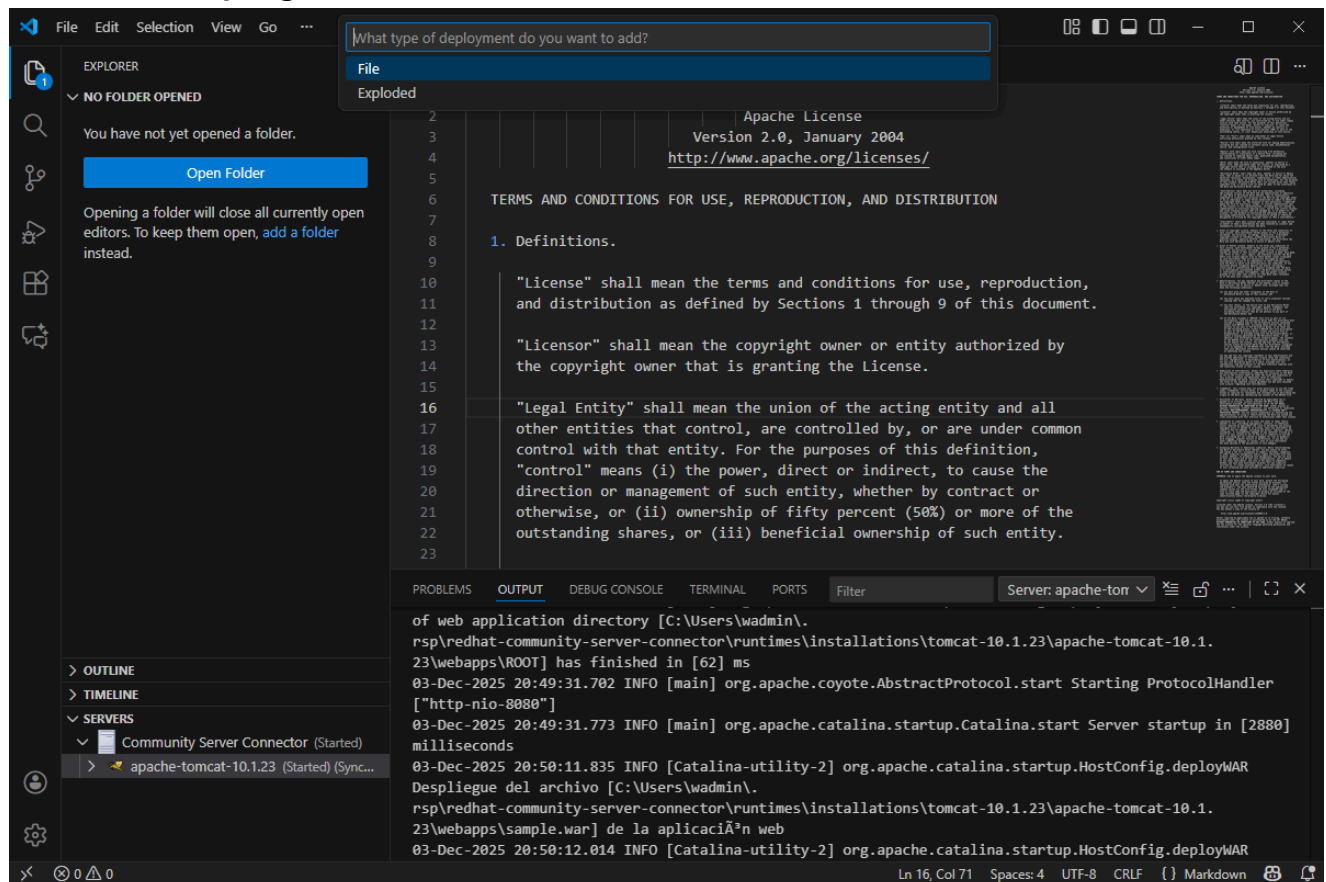 File Edit Selection View Go ···
What type of deployment do you want to add?
File
Exploded
EXPLORER
1
NO FOLDER OPENED
You have not yet opened a folder.
Open Folder
Opening a folder will close all currently open
editors. To keep them open, add a folder
instead.
OUTLINE
TIMELINE
SERVERS
Community Server Connector (Started)
apache-tomcat-10.1.23 (Started) (Sync...
2 Apache License
3 Version 2.0, January 2004
4 http://www.apache.org/licenses/
5
6 TERMS AND CONDITIONS FOR USE, REPRODUCTION, AND DISTRIBUTION
7
8 1. Definitions.
9
10 "License" shall mean the terms and conditions for use, reproduction,
11 and distribution as defined by Sections 1 through 9 of this document.
12
13 "Licensor" shall mean the copyright owner or entity authorized by
14 the copyright owner that is granting the License.
15
16 "Legal Entity" shall mean the union of the acting entity and all
17 other entities that control, are controlled by, or are under common
18 control with that entity. For the purposes of this definition,
19 "control" means (i) the power, direct or indirect, to cause the
20 direction or management of such entity, whether by contract or
21 otherwise, or (ii) ownership of fifty percent (50%) or more of the
22 outstanding shares, or (iii) beneficial ownership of such entity.
23
PROBLEMS OUTPUT DEBUG CONSOLE TERMINAL PORTS Filter Server: apache-tom
of web application directory [C:\Users\wadmin\.
rsp\redhat-community-server-connector\runtimes\installations\tomcat-10.1.23\apache-tomcat-10.1.
23\webapps\ROOT] has finished in [62] ms
03-Dec-2025 20:49:31.702 INFO [main] org.apache.coyote.AbstractProtocol.start Starting ProtocolHandler
["http-nio-8080"]
03-Dec-2025 20:49:31.773 INFO [main] org.apache.catalina.startup.Catalina.start Server startup in [2880]
milliseconds
03-Dec-2025 20:50:11.835 INFO [Catalina-utility-2] org.apache.catalina.startup.HostConfig.deployWAR
Despliegue del archivo [C:\Users\wadmin\.
rsp\redhat-community-server-connector\runtimes\installations\tomcat-10.1.23\apache-tomcat-10.1.
23\webapps\sample.war] de la aplicaciÃ³n web
03-Dec-2025 20:50:12.014 INFO [Catalina-utility-2] org.apache.catalina.startup.HostConfig.deployWAR
0 0 Ln 16, Col 71 Spaces: 4 UTF-8 CRLF {} Markdown